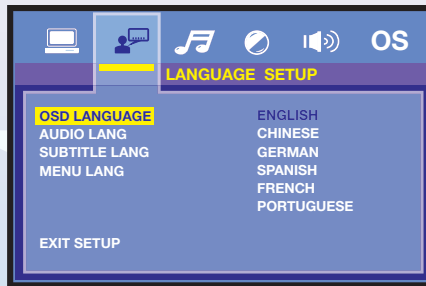 OS
LANGUAGE SETUP
OSD LANGUAGE ENGLISH
AUDIO LANG CHINESE
SUBTITLE LANG GERMAN
MENU LANG SPANISH
FRENCH
PORTUGUESE
EXIT SETUP